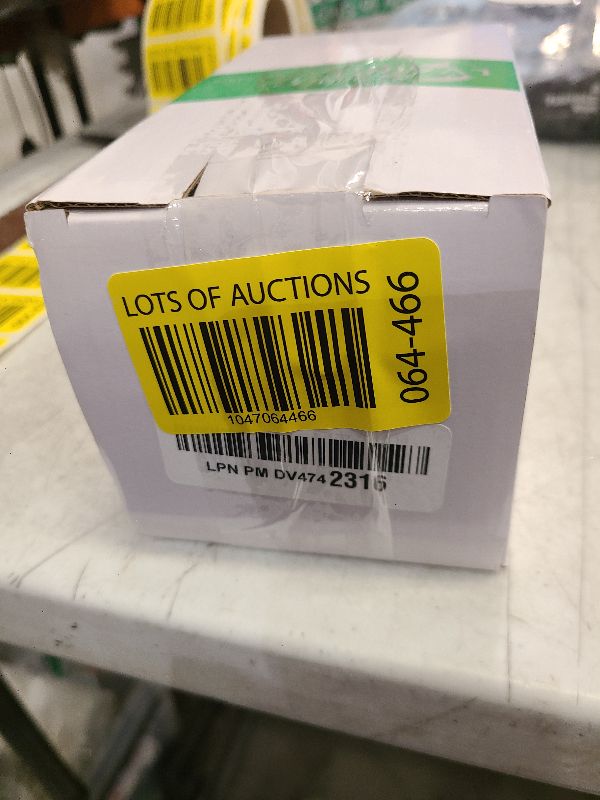 LOTS OF AUCTIONS
064-466
1047064466
LPN PM DV474 2316